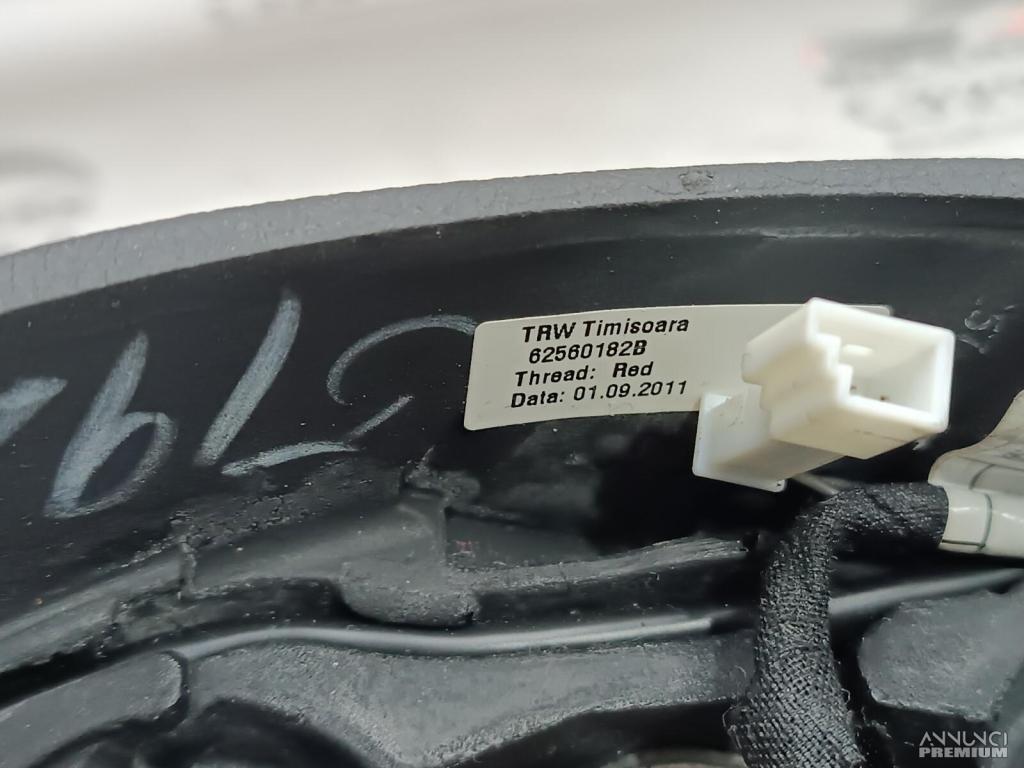 TRW Timisoara
62560182B
Thread: Red
Data: 01.09.2011
ANNUNCI
PREMIUM